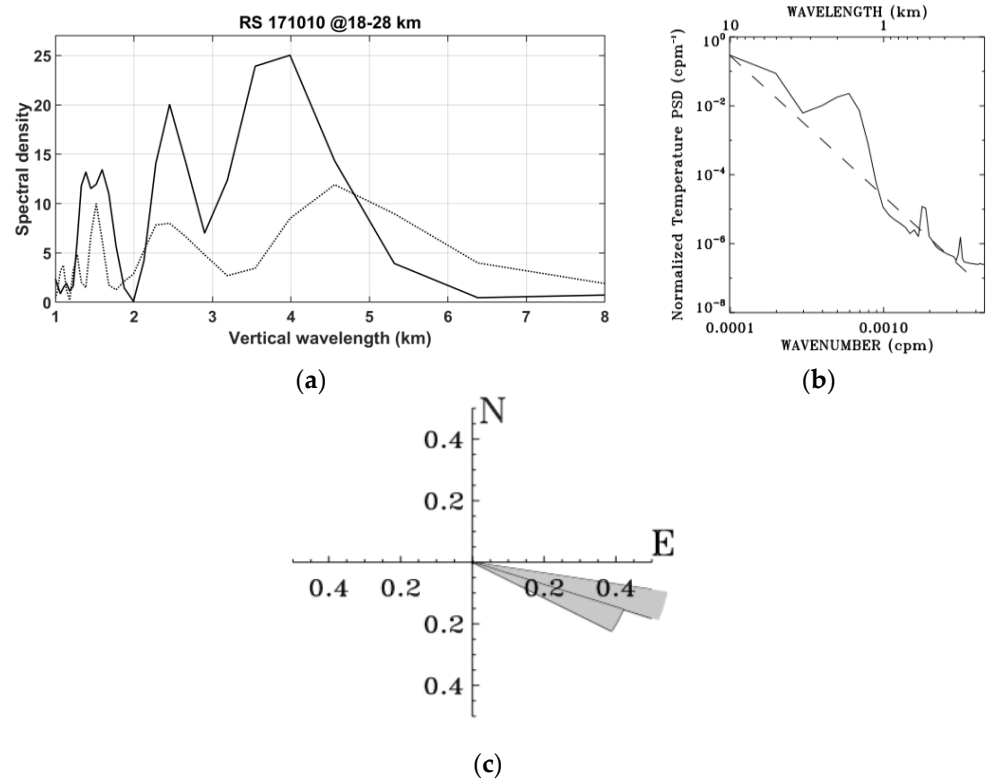 RS 171010 @18-28 km
Spectral density
25
20
15
10
5
0
1 2 3 4 5 6 7 8
Vertical wavelength (km)
(a)
WAVELENGTH (km)
10 1
Normalized Temperature PSD (cpm⁻¹)
10⁰
10⁻²
10⁻⁴
10⁻⁶
10⁻⁸
0.0001 0.0010
WAVENUMBER (cpm)
(b)
N
0.4
0.2
E
0.4 0.2 0.2 0.4
0.2
0.4
(c)